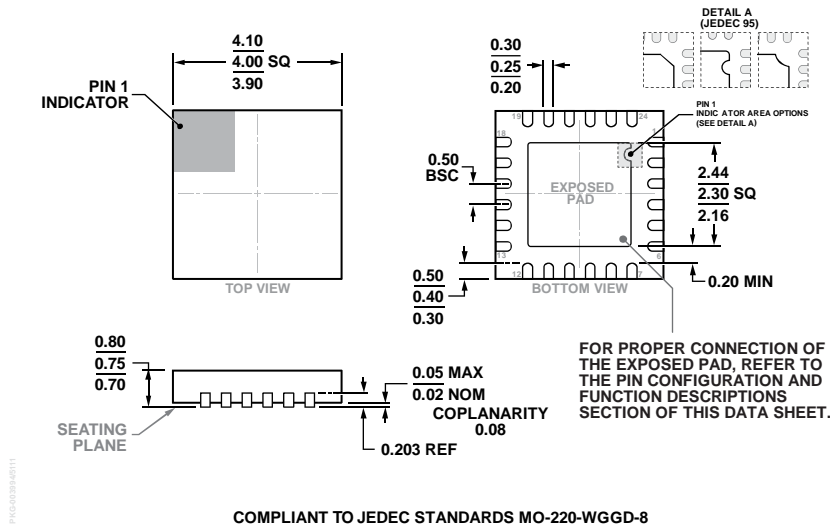 DETAIL A
(JEDEC 95)
4.10
4.00 SQ
3.90
0.30
0.25
0.20
PIN 1
INDICATOR
PIN 1
INDIC ATOR AREA OPTIONS
(SEE DETAIL A)
19
24
18
1
0.50
BSC
EXPOSED
PAD
2.44
2.30 SQ
2.16
13
6
12
7
0.50
0.40
0.30
0.20 MIN
TOP VIEW
BOTTOM VIEW
0.80
0.75
0.70
0.05 MAX
0.02 NOM
COPLANARITY
0.08
SEATING
PLANE
0.203 REF
FOR PROPER CONNECTION OF
THE EXPOSED PAD, REFER TO
THE PIN CONFIGURATION AND
FUNCTION DESCRIPTIONS
SECTION OF THIS DATA SHEET.
PKG-003994/5111
COMPLIANT TO JEDEC STANDARDS MO-220-WGGD-8